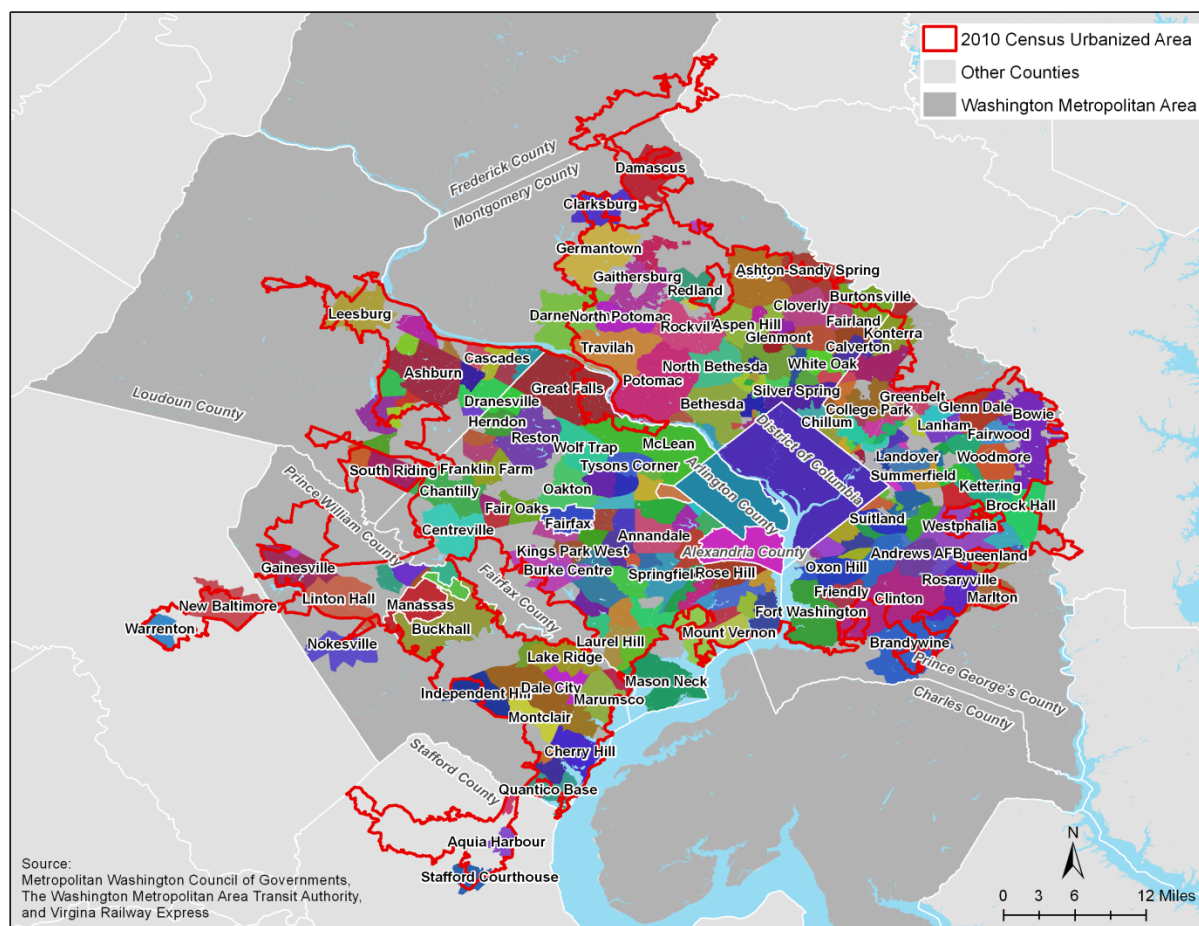 2010 Census Urbanized Area
Other Counties
Washington Metropolitan Area
Frederick County
Montgomery County
Damascus
Clarksburg
Germantown
Gaithersburg
Redland
Ashton-Sandy Spring
Leesburg
Darne
North Potomac
Rockvill
Aspen Hill
Cloverly
Burtonsville
Fairland
Konterra
Glenmont
Calverton
Travilah
Cascades
Ashburn
Great Falls
Potomac
North Bethesda
White Oak
Dranesville
Bethesda
Silver Spring
Greenbelt
College Park
Glenn Dale
Bowie
Loudoun County
Herndon
Reston
McLean
Chillum
Lanham
Fairwood
Wolf Trap
District of Columbia
Landover
Woodmore
South Riding
Franklin Farm
Tysons Corner
Arlington County
Summerfield
Kettering
Chantilly
Oakton
Brock Hall
Prince William County
Fair Oaks
Fairfax
Suitland
Westphalia
Centreville
Annandale
Alexandria County
Andrews AFB
Queenland
Kings Park West
Gainesville
Fairfax County
Burke Centre
Springfiel
Rose Hill
Oxon Hill
Rosaryville
Friendly
Clinton
Marlton
New Baltimore
Linton Hall
Manassas
Fort Washington
Warrenton
Buckhall
Mount Vernon
Nokesville
Laurel Hill
Brandywine
Lake Ridge
Prince George's County
Mason Neck
Independent Hill
Dale City
Marumsco
Charles County
Montclair
Cherry Hill
Stafford County
Quantico Base
Aquia Harbour
Stafford Courthouse
N
Source:
Metropolitan Washington Council of Governments,
The Washington Metropolitan Area Transit Authority,
and Virgina Railway Express
0 3 6 12 Miles